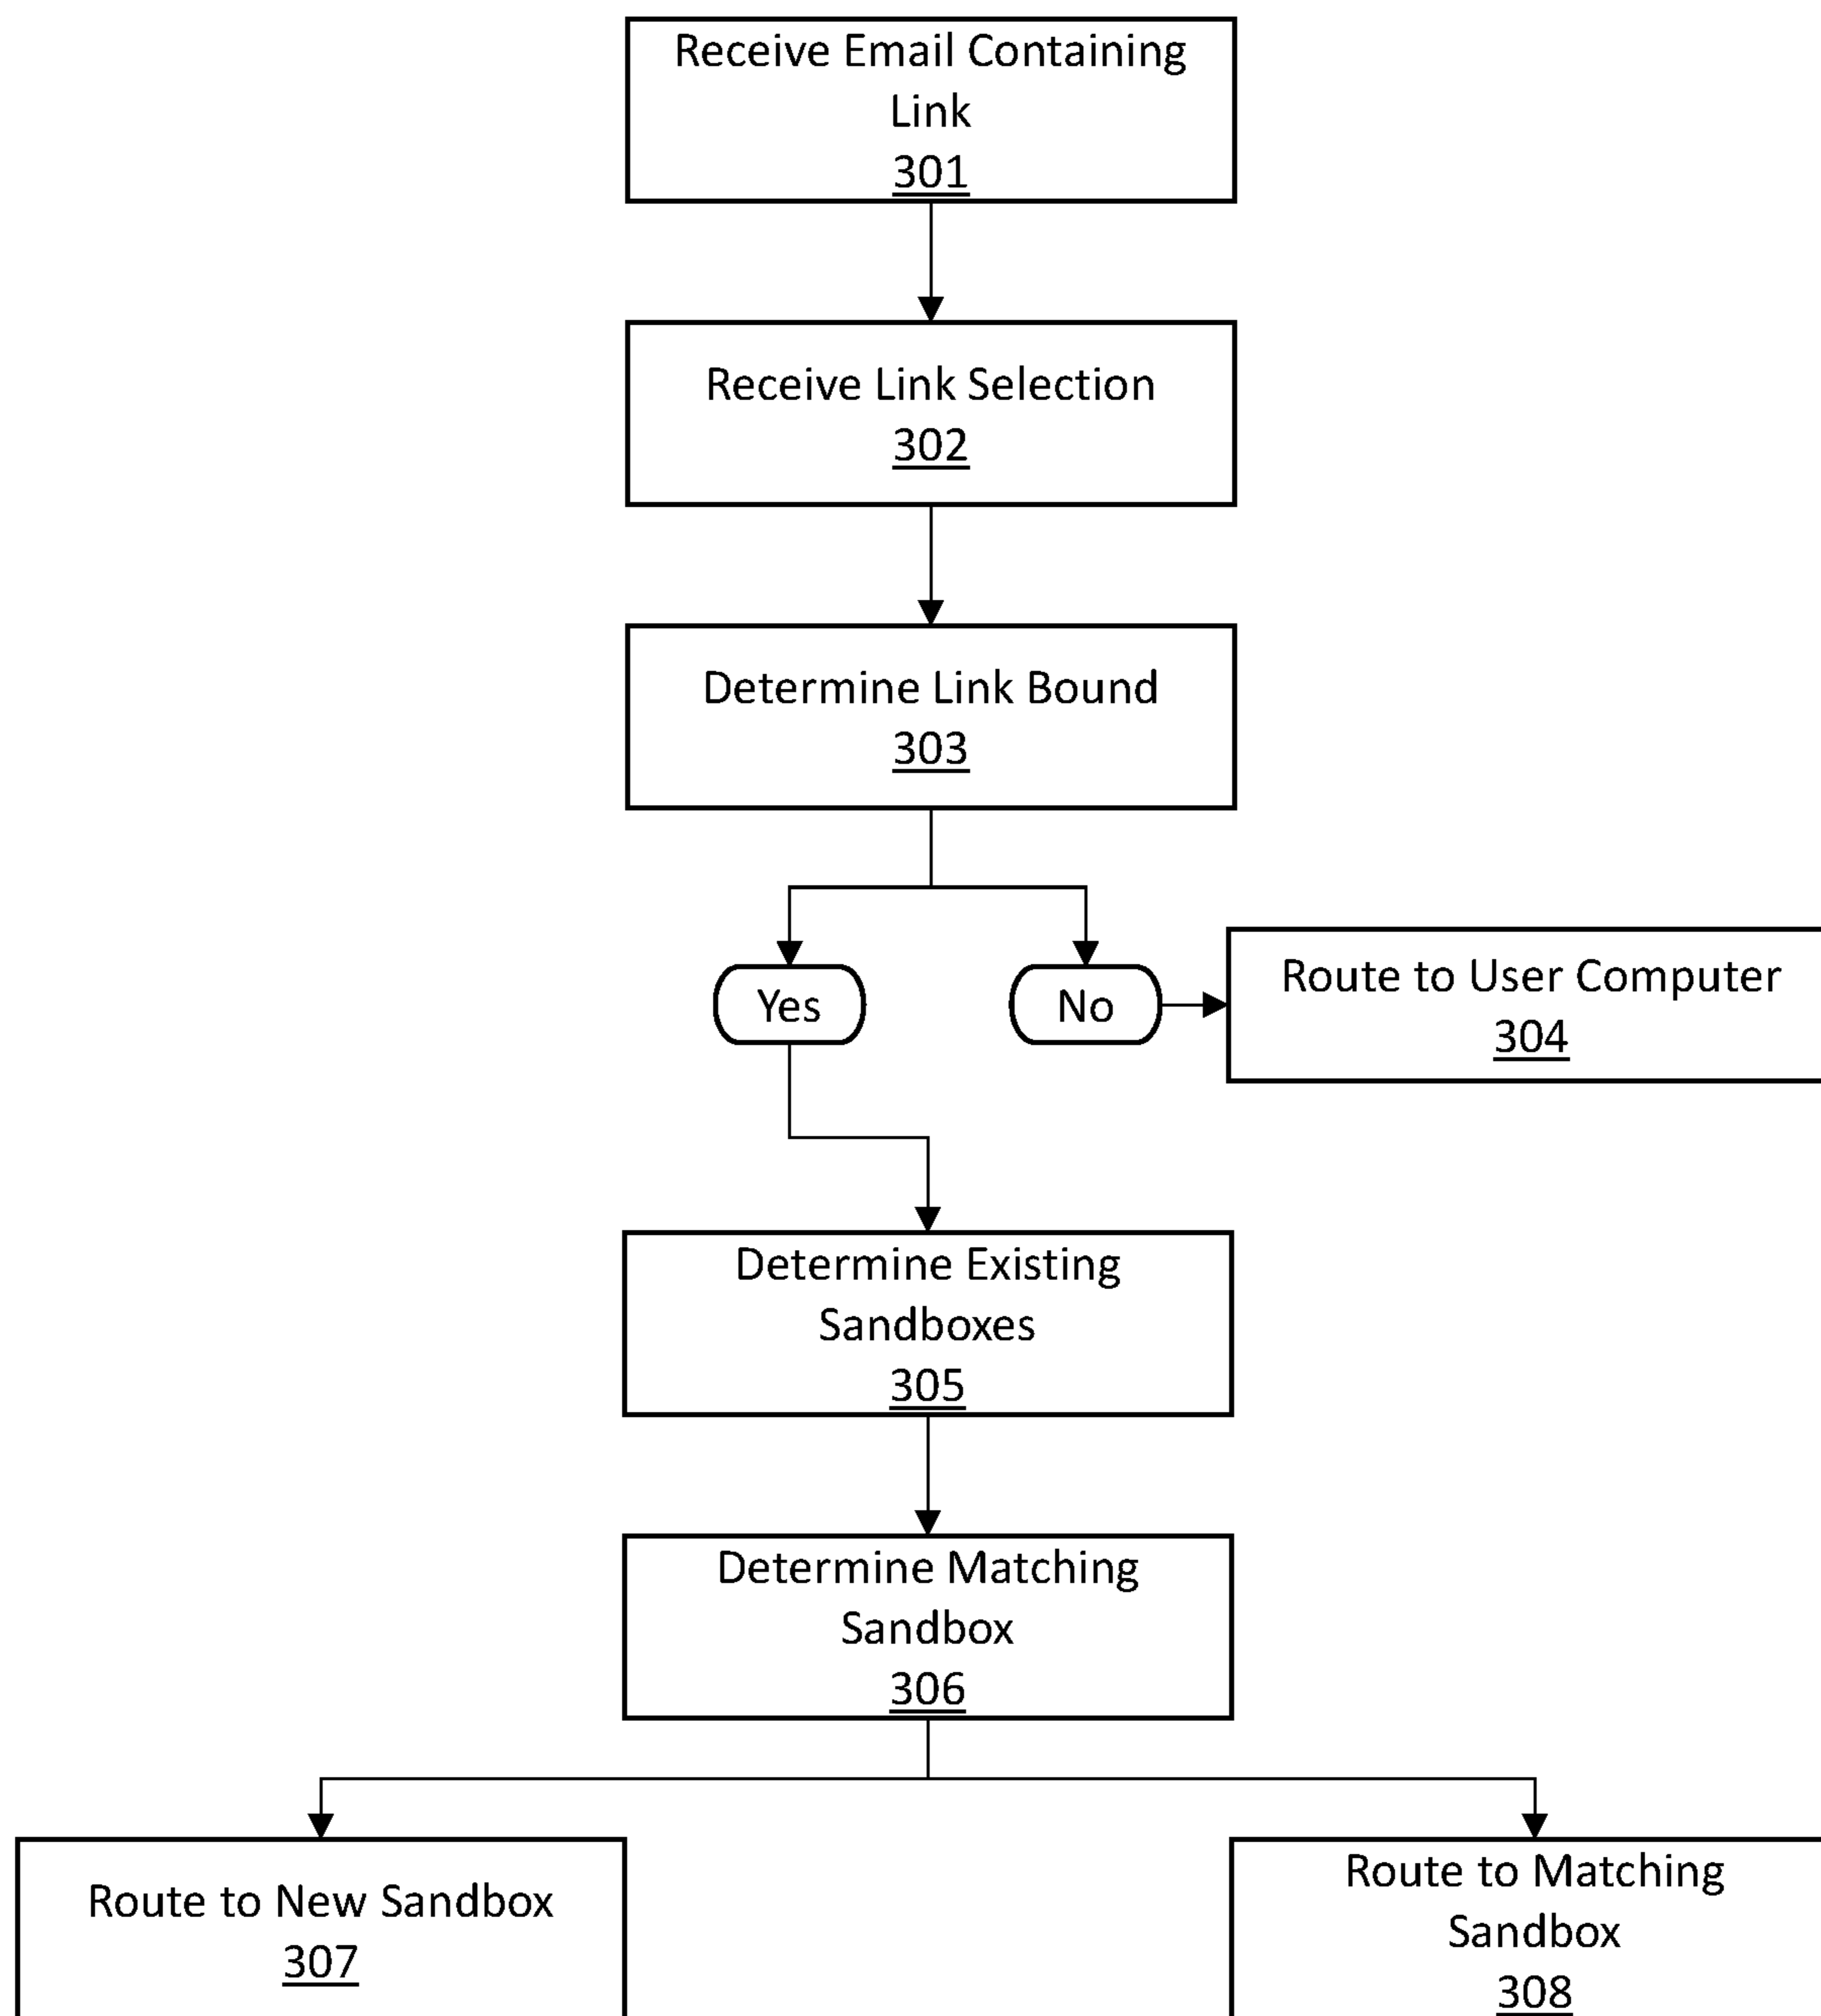 Receive Email Containing
Link
301
Receive Link Selection
302
Determine Link Bound
303
Yes
No
Route to User Computer
304
Determine Existing
Sandboxes
305
Determine Matching
Sandbox
306
Route to New Sandbox
307
Route to Matching
Sandbox
308